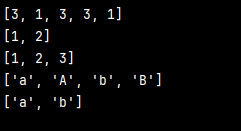 [3, 1, 3, 3, 1]
[1, 2]
[1, 2, 3]
['a', 'A', 'b', 'B']
['a', 'b']